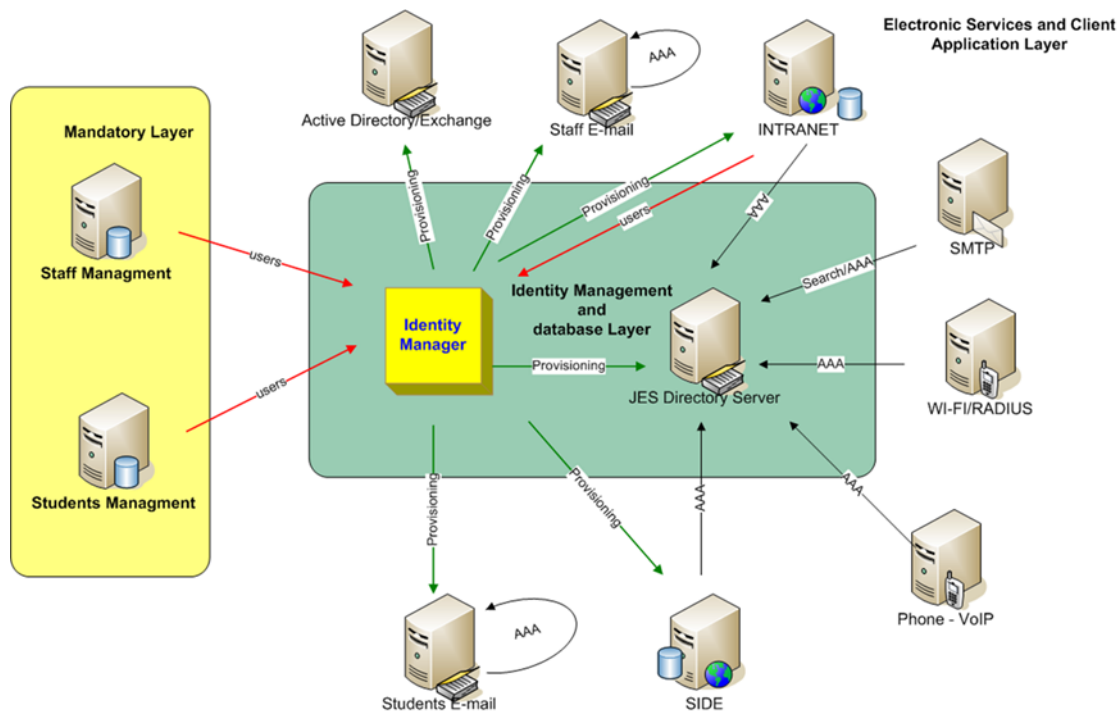 Electronic Services and Client
Application Layer
Mandatory Layer
Staff Managment
Students Managment
users
users
Active Directory/Exchange
Staff E-mail
AAA
INTRANET
Provisioning
Provisioning
Provisioning
users
AAA
SMTP
Search/AAA
Identity
Manager
Identity Management
and
database Layer
Provisioning
JES Directory Server
AAA
WI-FI/RADIUS
Provisioning
Provisioning
AAA
AAA
Phone - VoIP
Students E-mail
AAA
SIDE